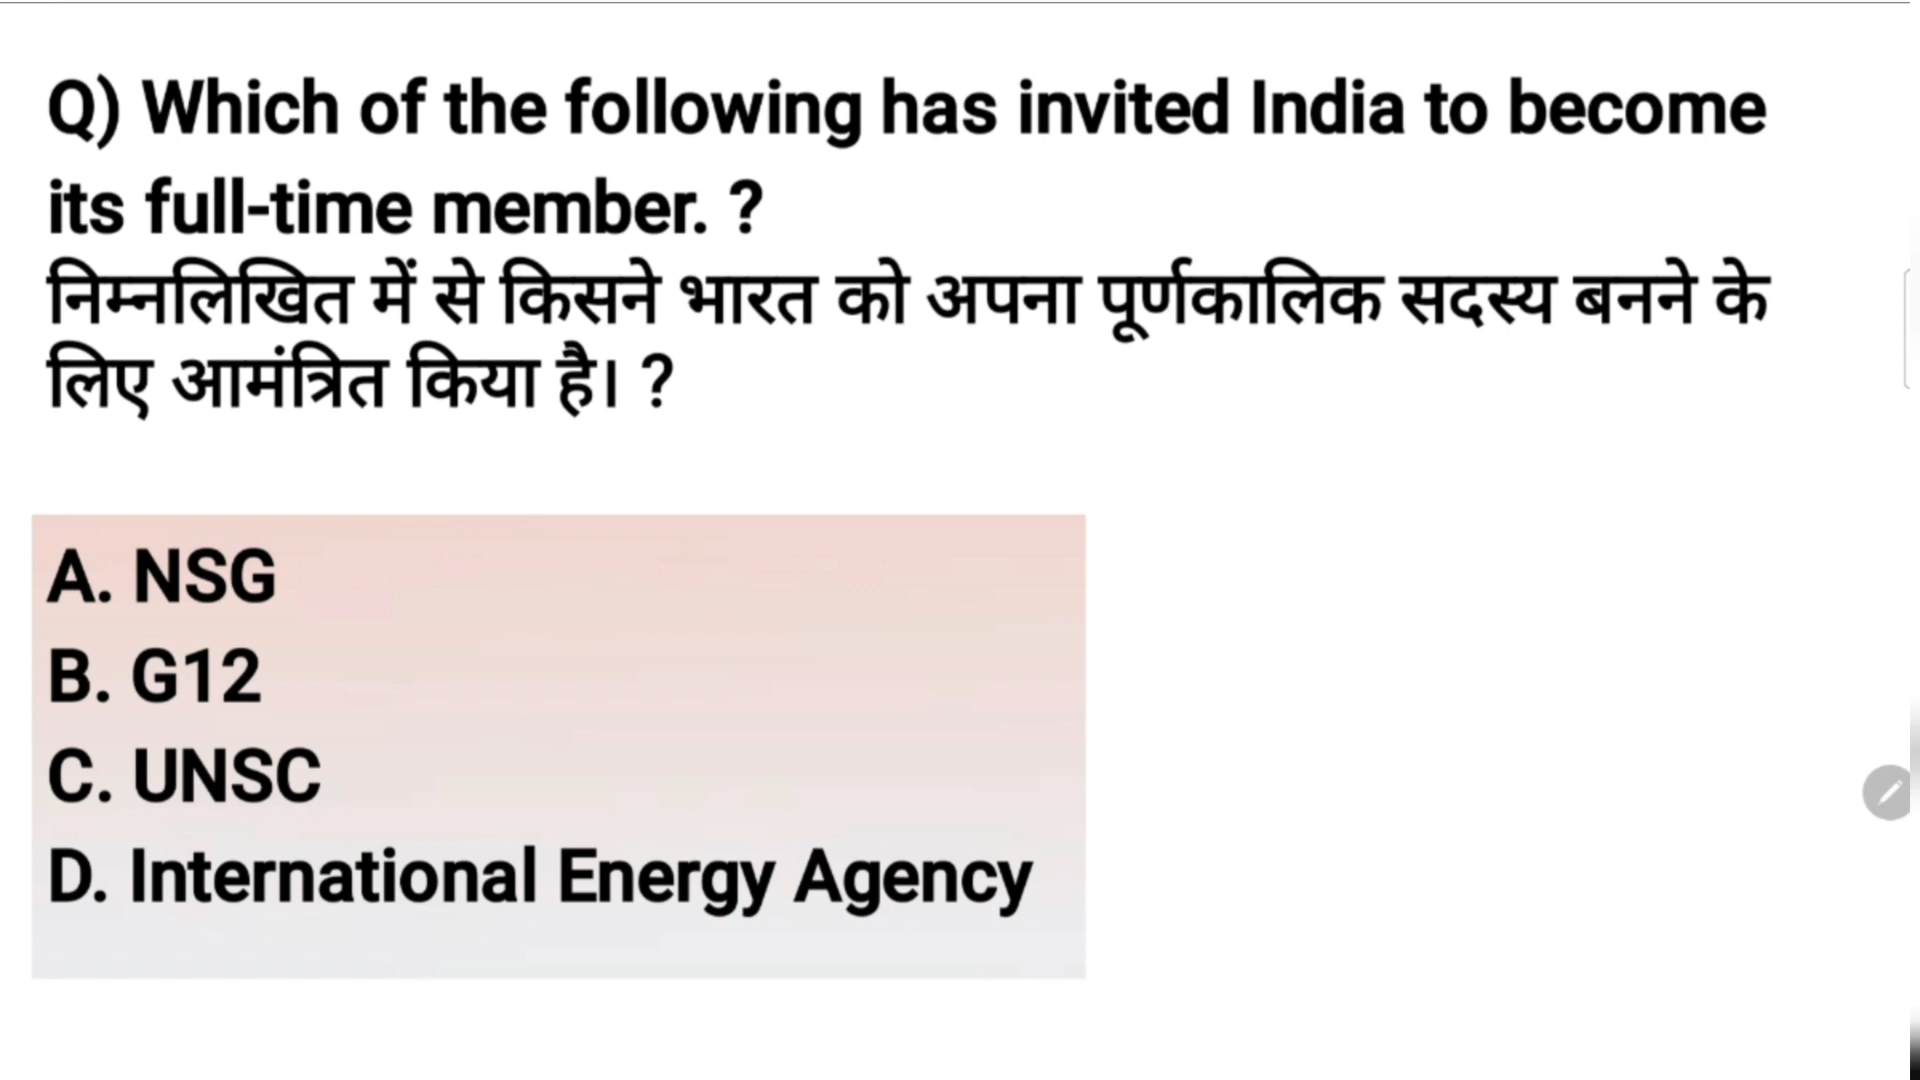 Q) Which of the following has invited India to become
its full-time member. ?
निम्नलिखित में से किसने भारत को अपना पूर्णकालिक सदस्य बनने के
लिए आमंत्रित किया है। ?
A. NSG
B. G12
C. UNSC
D. International Energy Agency